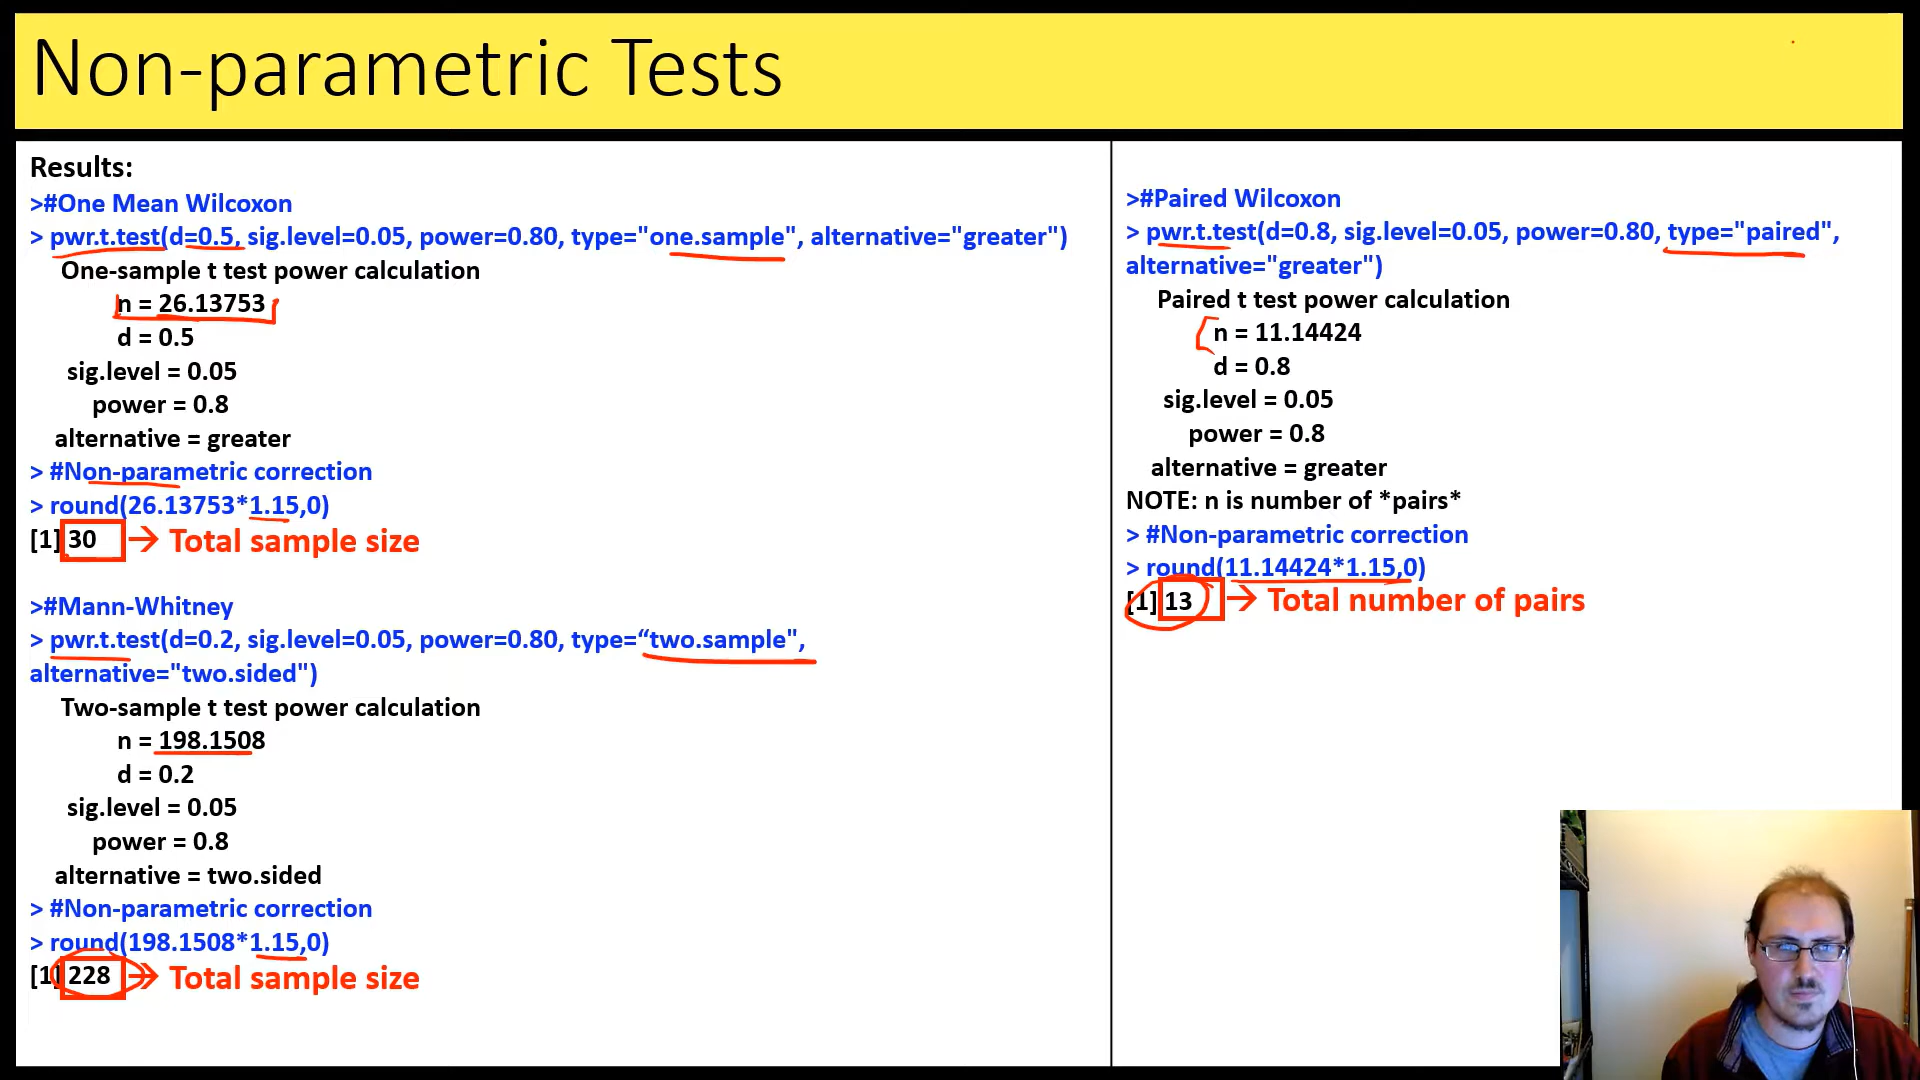 Non-parametric Tests
Results:
>#One Mean Wilcoxon
> pwr.t.test(d=0.5, sig.level=0.05, power=0.80, type="one.sample", alternative="greater")
One-sample t test power calculation
n = 26.13753
d = 0.5
sig.level = 0.05
power = 0.8
alternative = greater
> #Non-parametric correction
> round(26.13753*1.15,0)
[1] 30 → Total sample size
>#Mann-Whitney
> pwr.t.test(d=0.2, sig.level=0.05, power=0.80, type=“two.sample",
alternative="two.sided")
Two-sample t test power calculation
n = 198.1508
d = 0.2
sig.level = 0.05
power = 0.8
alternative = two.sided
> #Non-parametric correction
> round(198.1508*1.15,0)
[1] 228 → Total sample size
>#Paired Wilcoxon
> pwr.t.test(d=0.8, sig.level=0.05, power=0.80, type="paired",
alternative="greater")
Paired t test power calculation
n = 11.14424
d = 0.8
sig.level = 0.05
power = 0.8
alternative = greater
NOTE: n is number of *pairs*
> #Non-parametric correction
> round(11.14424*1.15,0)
[1] 13 → Total number of pairs